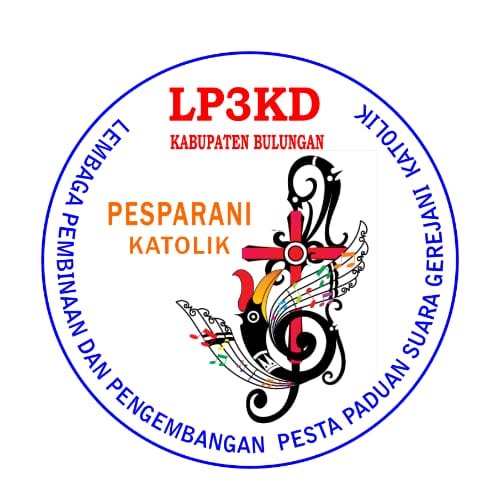 LP3KD
KABUPATEN BULUNGAN
PESPARANI
KATOLIK
LEMBAGA PEMBINAAN DAN PENGEMBANGAN PESTA PADUAN SUARA GEREJANI KATOLIK